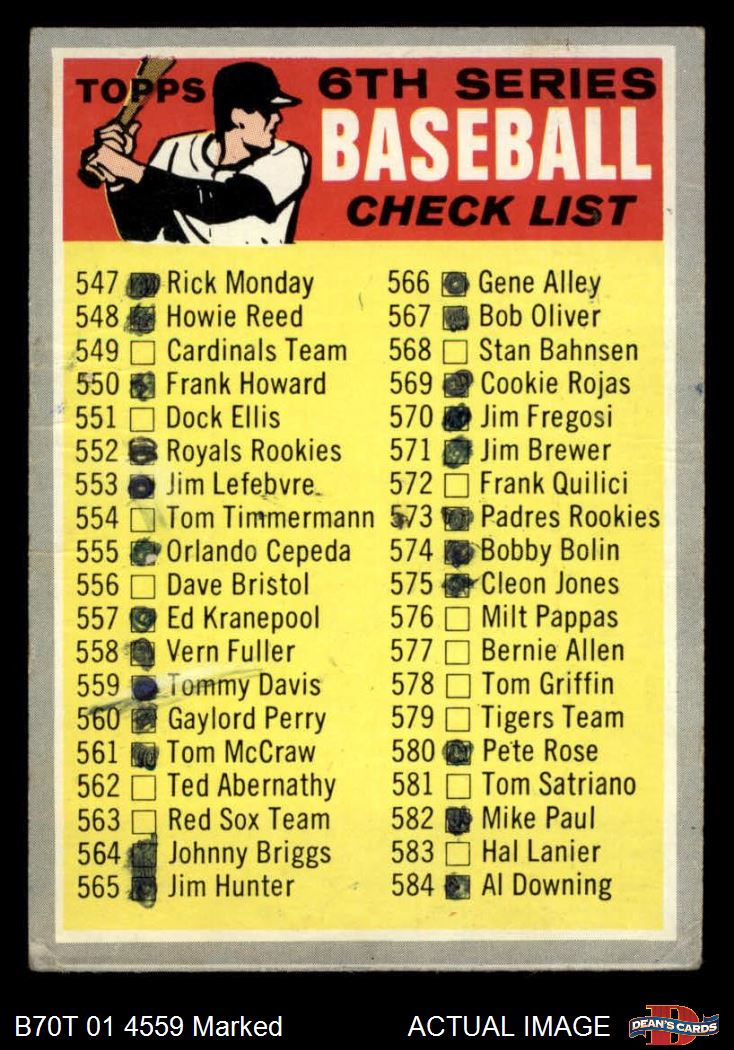 TOPPS
6TH SERIES
BASEBALL
CHECK LIST
547 Rick Monday
548 Howie Reed
549 Cardinals Team
550 Frank Howard
551 Dock Ellis
552 Royals Rookies
553 Jim Lefebvre
554 Tom Timmermann
555 Orlando Cepeda
556 Dave Bristol
557 Ed Kranepool
558 Vern Fuller
559 Tommy Davis
560 Gaylord Perry
561 Tom McCraw
562 Ted Abernathy
563 Red Sox Team
564 Johnny Briggs
565 Jim Hunter
566 Gene Alley
567 Bob Oliver
568 Stan Bahnsen
569 Cookie Rojas
570 Jim Fregosi
571 Jim Brewer
572 Frank Quilici
573 Padres Rookies
574 Bobby Bolin
575 Cleon Jones
576 Milt Pappas
577 Bernie Allen
578 Tom Griffin
579 Tigers Team
580 Pete Rose
581 Tom Satriano
582 Mike Paul
583 Hal Lanier
584 Al Downing
B70T 01 4559 Marked
ACTUAL IMAGE
DEAN'S CARDS